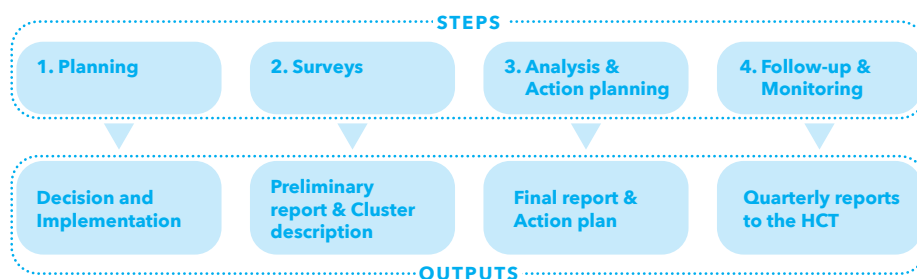 STEPS
1. Planning
2. Surveys
3. Analysis &
Action planning
4. Follow-up &
Monitoring
Decision and
Implementation
Preliminary
report & Cluster
description
Final report &
Action plan
Quarterly reports
to the HCT
OUTPUTS